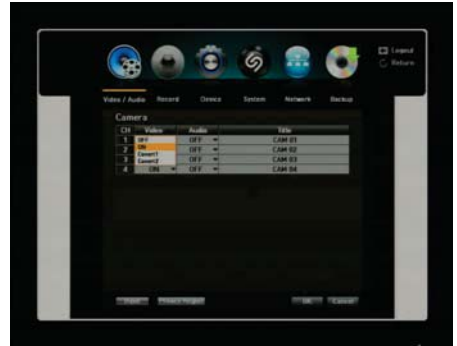 Legend
Return
Video / Audio Record Device System Network Backup
Camera
CH Video Audio Title
1 OFF OFF CAM 01
2 ON OFF CAM 02
3 Covert1 OFF CAM 03
Covert2
4 ON OFF CAM 04
OK Cancel